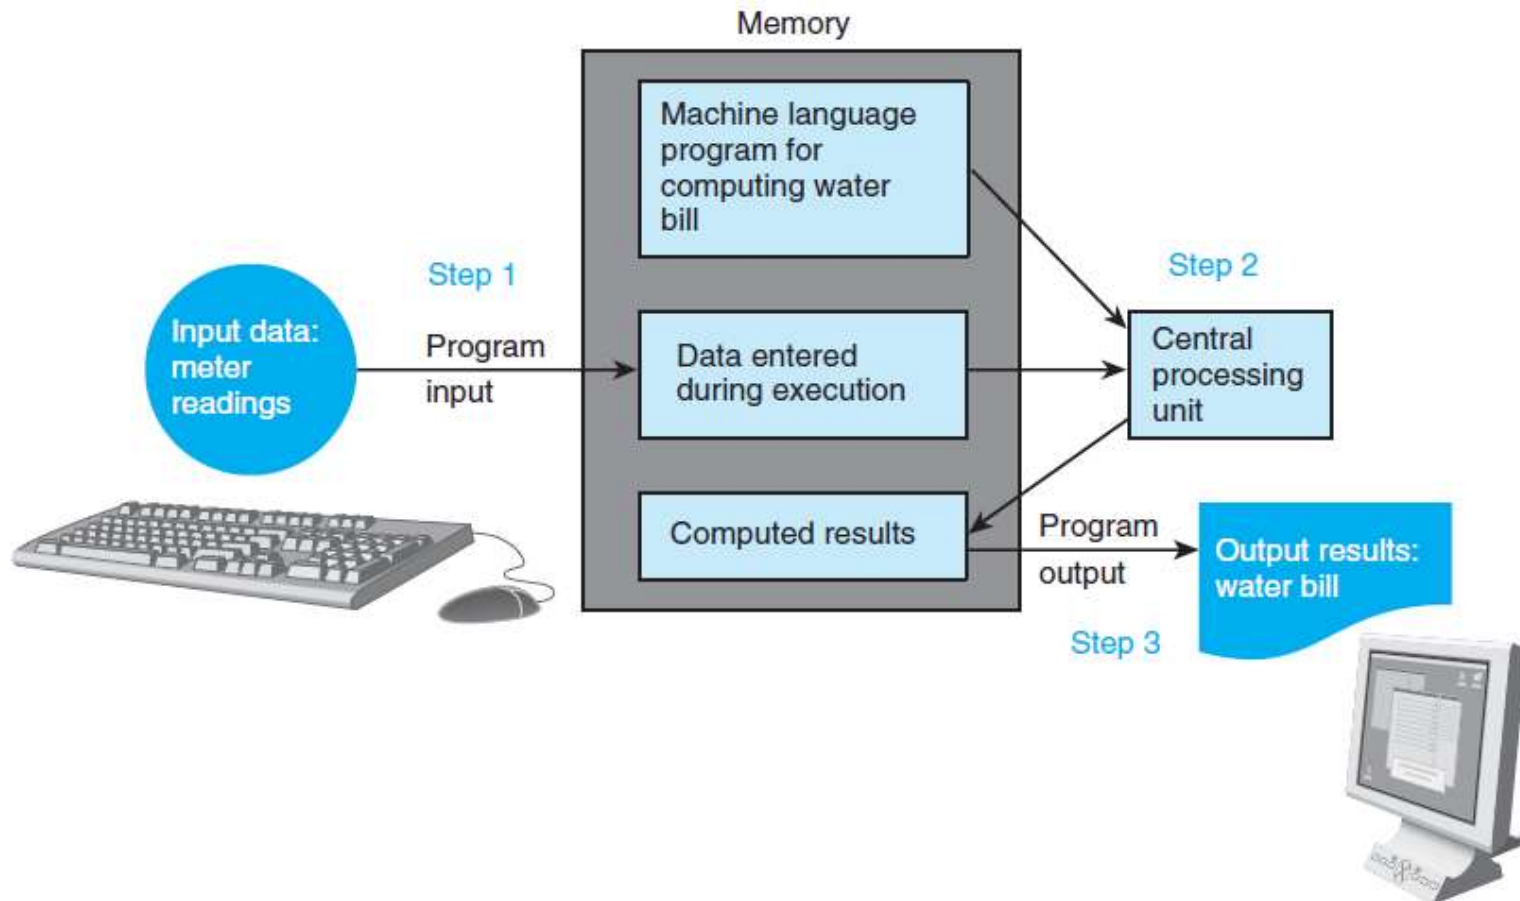 Memory
Machine language
program for
computing water
bill
Step 1
Step 2
Input data:
meter
readings
Program
input
Data entered
during execution
Central
processing
unit
Computed results
Program
output
Output results:
water bill
Step 3